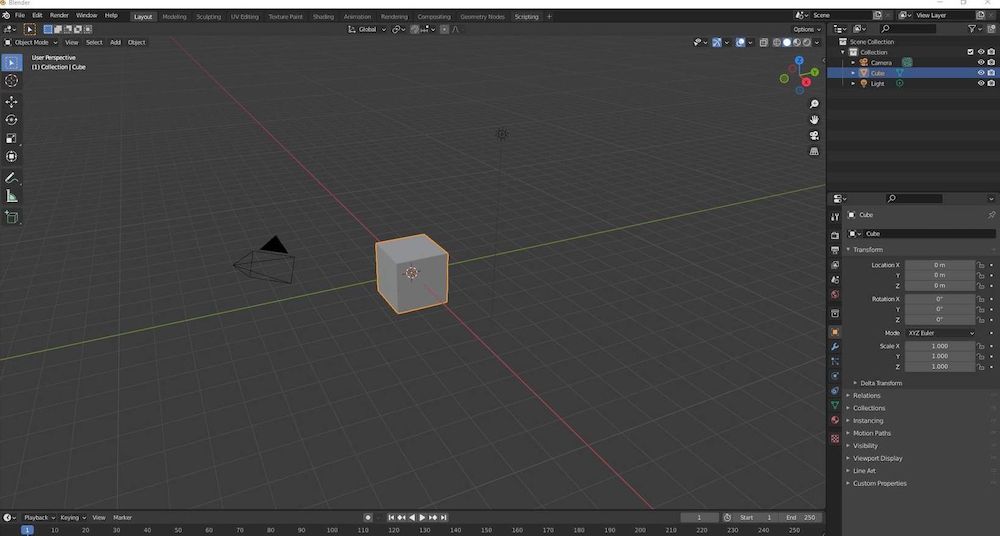 Blender
File Edit Render Window Help Layout Modeling Sculpting UV Editing Texture Paint Shading Animation Rendering Compositing Geometry Nodes Scripting + Scene View Layer
Global Options
Object Mode View Select Add Object
User Perspective
(1) Collection | Cube
Z
Y
X
Scene Collection
Collection
Camera
Cube
Light
Cube
Cube
Transform
Location X 0 m
Y 0 m
Z 0 m
Rotation X 0°
Y 0°
Z 0°
Mode XYZ Euler
Scale X 1.000
Y 1.000
Z 1.000
Delta Transform
Relations
Collections
Instancing
Motion Paths
Visibility
Viewport Display
Line Art
Custom Properties
Playback Keying View Marker 1 Start 1 End 250
1 10 20 30 40 50 60 70 80 90 100 110 120 130 140 150 160 170 180 190 200 210 220 230 240 250